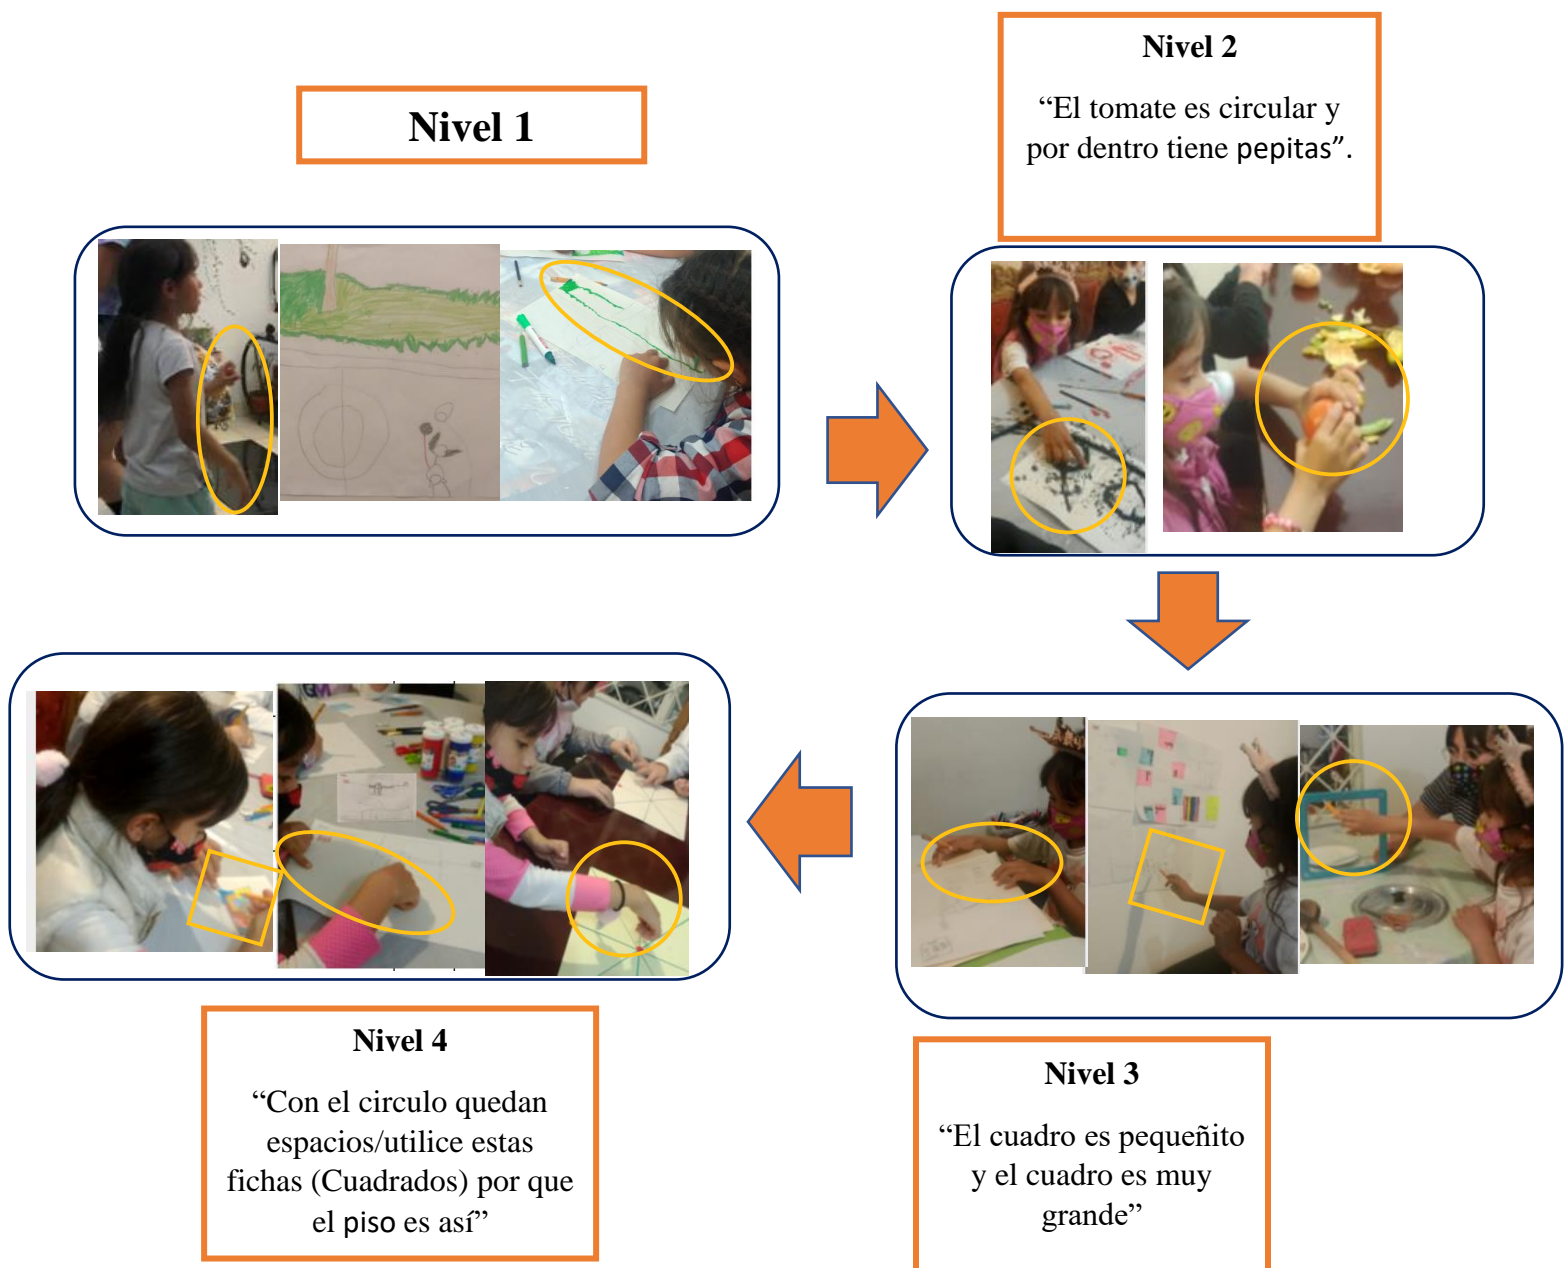 Nivel 1
Nivel 2
“El tomate es circular y
por dentro tiene pepitas”.
Nivel 4
“Con el circulo quedan
espacios/utilice estas
fichas (Cuadrados) por que
el piso es así”
Nivel 3
“El cuadro es pequeñito
y el cuadro es muy
grande”